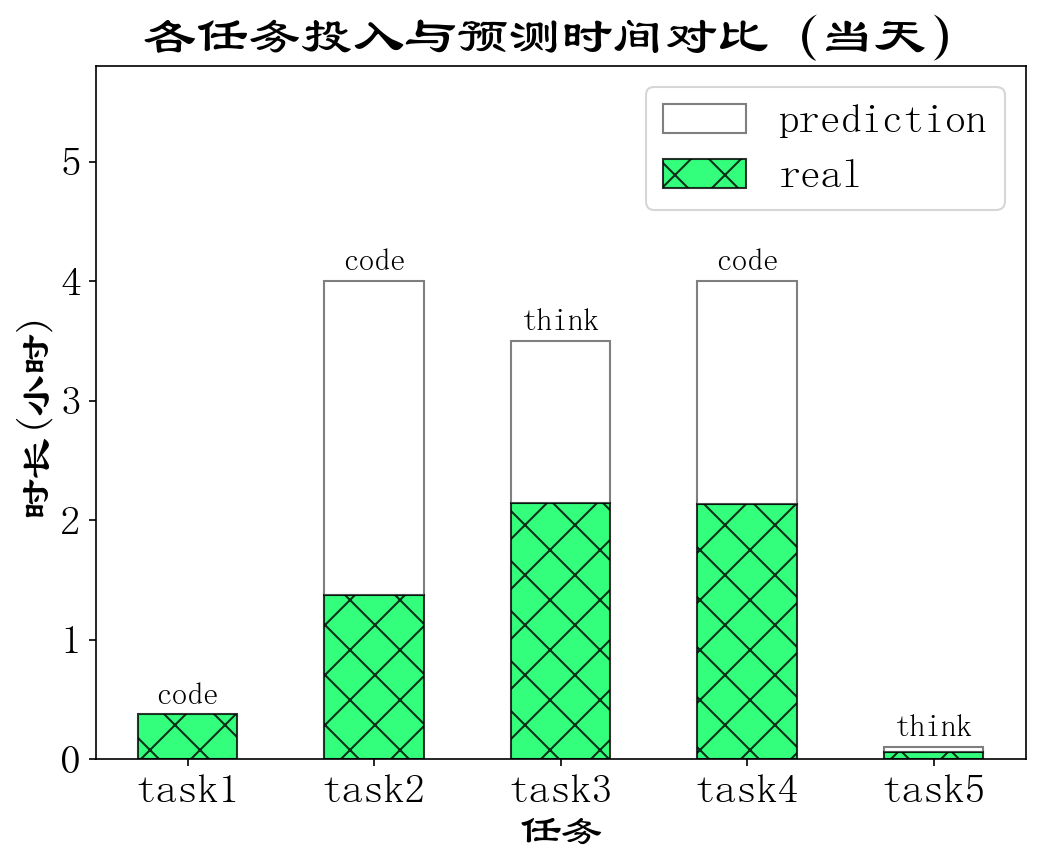 各任务投入与预测时间对比 (当天)
prediction
real
5
4
3
2
1
0
时长(小时)
code
code
think
code
think
task1
task2
task3
task4
task5
任务